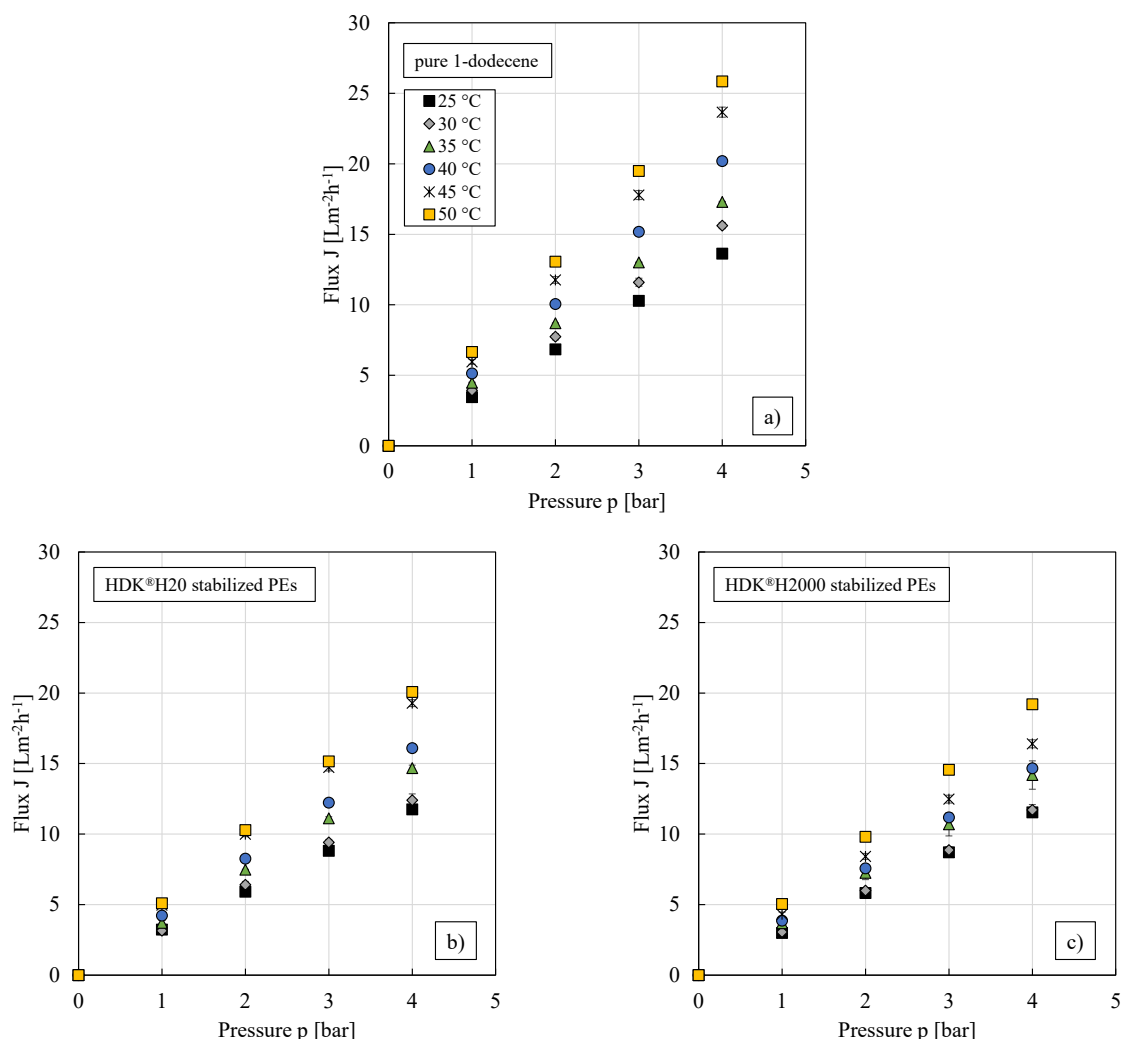 30
25
20
15
10
5
0
Flux J [Lm⁻²h⁻¹]
pure 1-dodecene
25 °C
30 °C
35 °C
40 °C
45 °C
50 °C
a)
0 1 2 3 4 5
Pressure p [bar]
30
25
20
15
10
5
0
Flux J [Lm⁻²h⁻¹]
HDK®H20 stabilized PEs
b)
0 1 2 3 4 5
Pressure p [bar]
30
25
20
15
10
5
0
Flux J [Lm⁻²h⁻¹]
HDK®H2000 stabilized PEs
c)
0 1 2 3 4 5
Pressure p [bar]